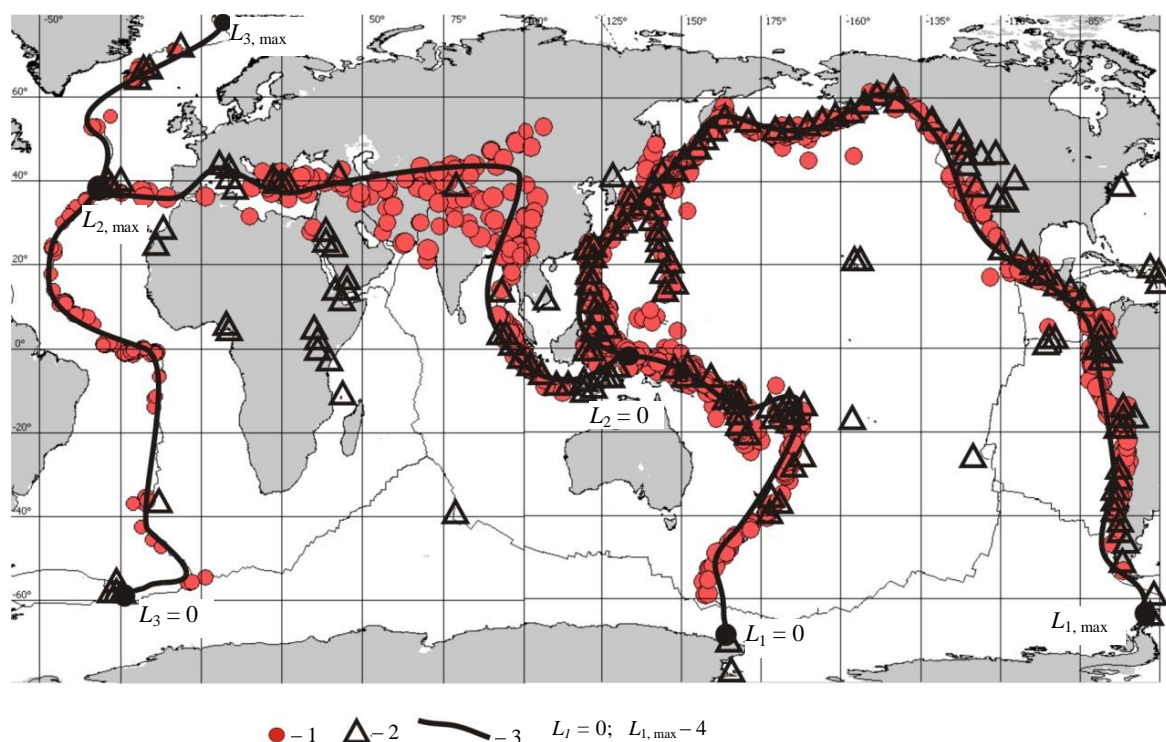 -50° 50° 75° 125° 150° 175° -160° -135° -110° -85°
L3, max
60°
40°
L2, max
20°
0°
L2 = 0
-20°
-40°
-60°
L3 = 0
L1 = 0
L1, max
– 1 – 2 – 3 L1 = 0; L1, max – 4